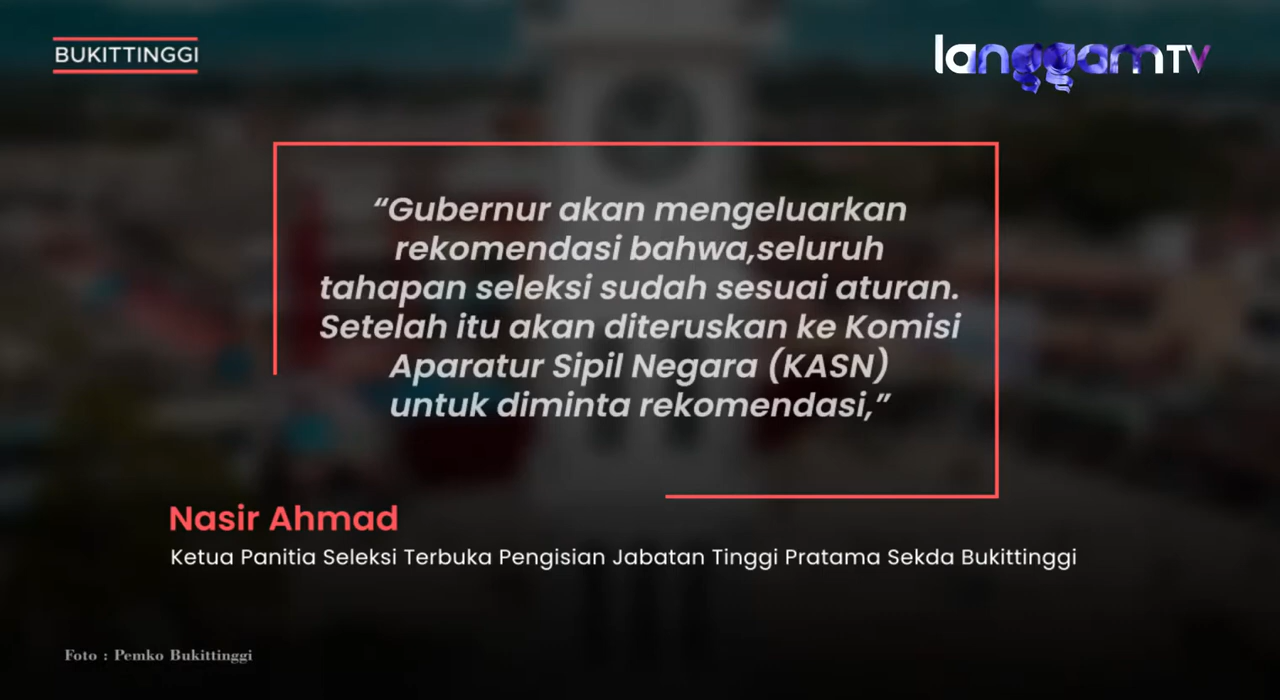 BUKITTINGGI
langgamTV
“Gubernur akan mengeluarkan
rekomendasi bahwa,seluruh
tahapan seleksi sudah sesuai aturan.
Setelah itu akan diteruskan ke Komisi
Aparatur Sipil Negara (KASN)
untuk diminta rekomendasi,”
Nasir Ahmad
Ketua Panitia Seleksi Terbuka Pengisian Jabatan Tinggi Pratama Sekda Bukittinggi
Foto : Pemko Bukittinggi